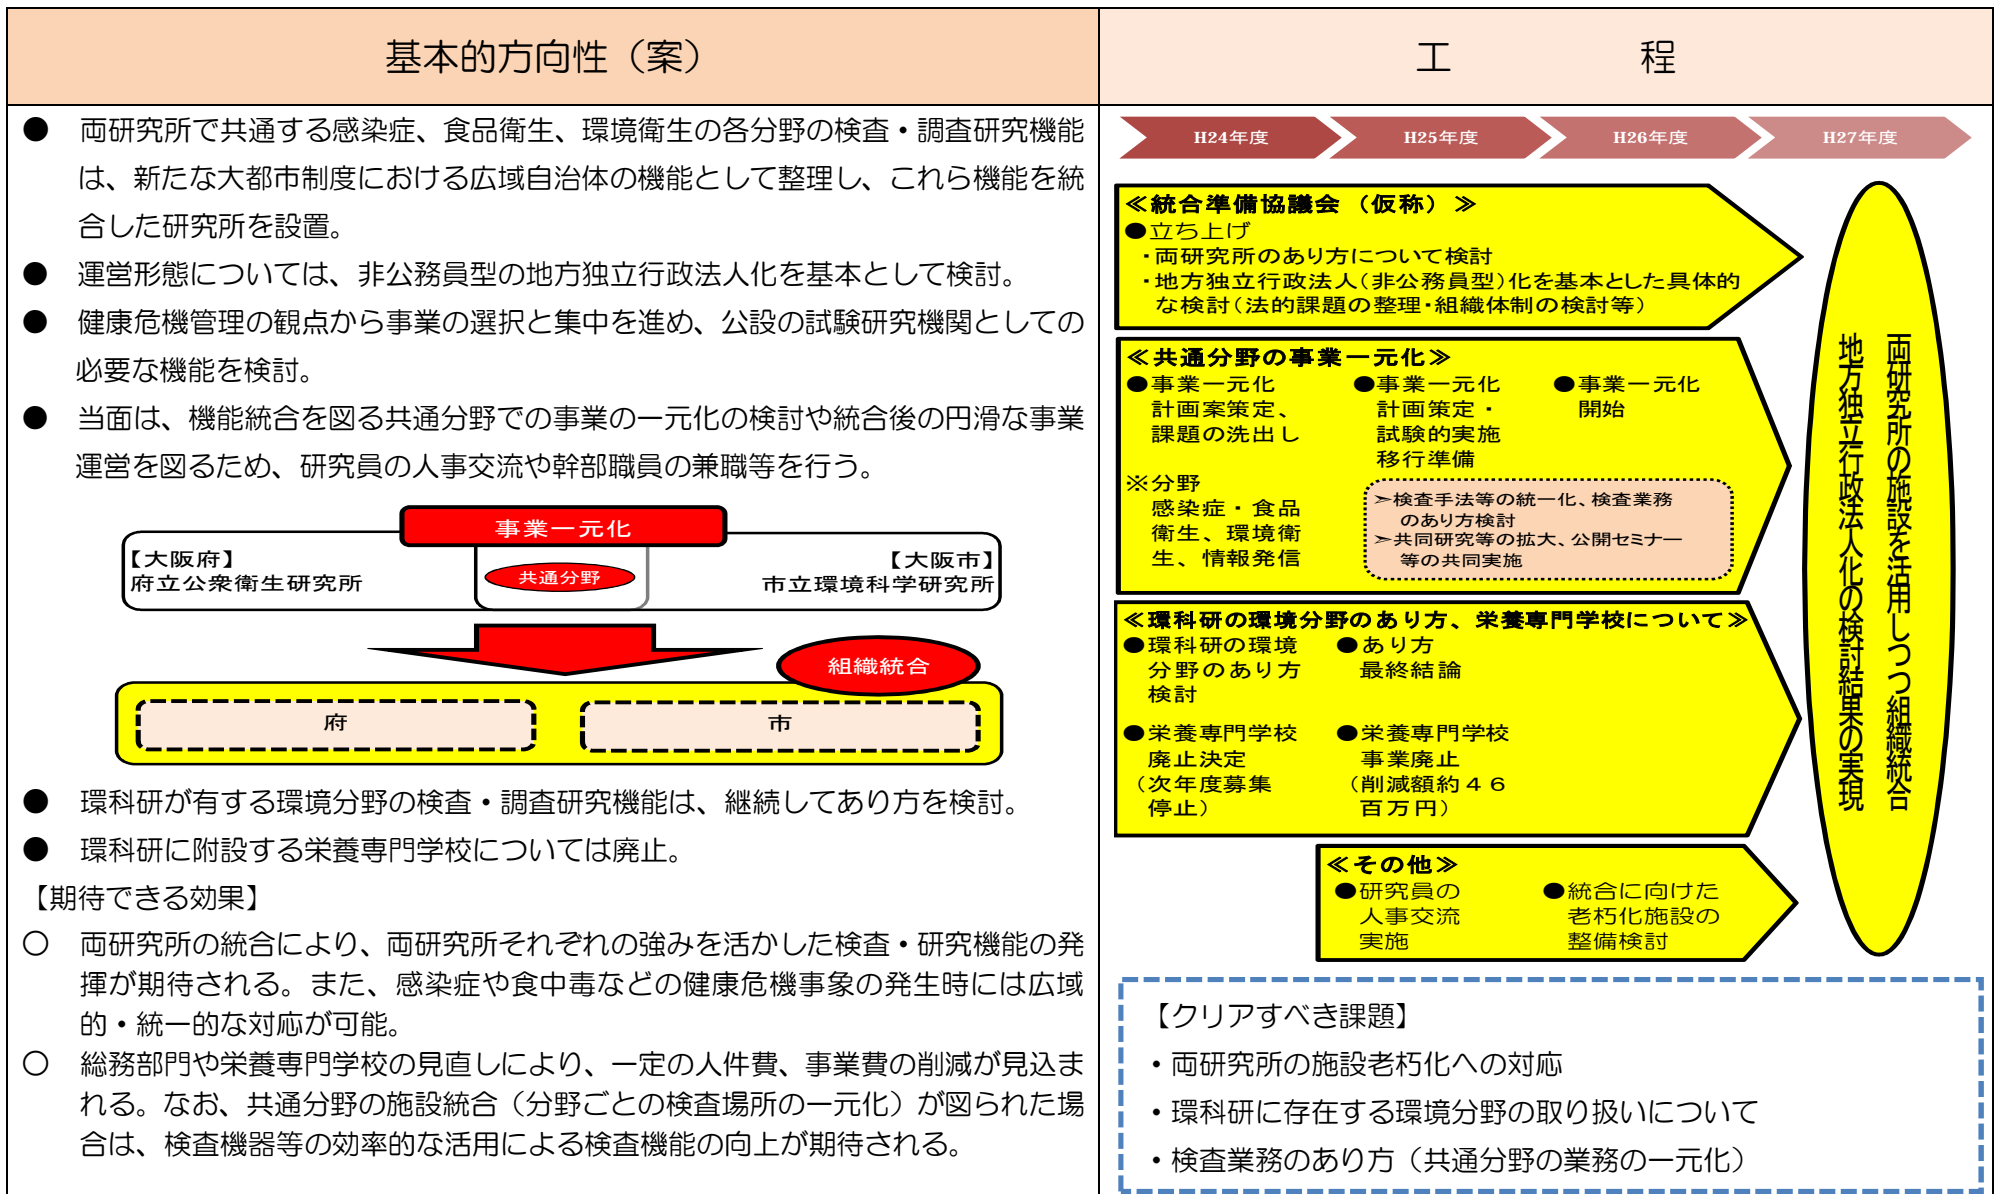 基本的方向性（案）
● 両研究所で共通する感染症、食品衛生、環境衛生の各分野の検査・調査研究機能
は、新たな大都市制度における広域自治体の機能として整理し、これら機能を統
合した研究所を設置。
● 運営形態については、非公務員型の地方独立行政法人化を基本として検討。
● 健康危機管理の観点から事業の選択と集中を進め、公設の試験研究機関としての
必要な機能を検討。
● 当面は、機能統合を図る共通分野での事業の一元化の検討や統合後の円滑な事業
運営を図るため、研究員の人事交流や幹部職員の兼職等を行う。
事業一元化
【大阪府】
府立公衆衛生研究所
共通分野
【大阪市】
市立環境科学研究所
組織統合
府
市
● 環科研が有する環境分野の検査・調査研究機能は、継続してあり方を検討。
● 環科研に附設する栄養専門学校については廃止。
【期待できる効果】
○ 両研究所の統合により、両研究所それぞれの強みを活かした検査・研究機能の発
揮が期待される。また、感染症や食中毒などの健康危機事象の発生時には広域
的・統一的な対応が可能。
○ 総務部門や栄養専門学校の見直しにより、一定の人件費、事業費の削減が見込ま
れる。なお、共通分野の施設統合（分野ごとの検査場所の一元化）が図られた場
合は、検査機器等の効率的な活用による検査機能の向上が期待される。
工 程
H24年度
H25年度
H26年度
H27年度
≪統合準備協議会（仮称）≫
●立ち上げ
・両研究所のあり方について検討
・地方独立行政法人（非公務員型）化を基本とした具体的
な検討（法的課題の整理・組織体制の検討等）
≪共通分野の事業一元化≫
●事業一元化
計画案策定、
課題の洗出し
※分野
感染症・食品
衛生、環境衛
生、情報発信
●事業一元化
計画策定・
試験的実施
移行準備
●事業一元化
開始
➢検査手法等の統一化、検査業務
のあり方検討
➢共同研究等の拡大、公開セミナー
等の共同実施
≪環科研の環境分野のあり方、栄養専門学校について≫
●環科研の環境
分野のあり方
検討
●あり方
最終結論
●栄養専門学校
廃止決定
（次年度募集
停止）
●栄養専門学校
事業廃止
（削減額約４６
百万円）
≪その他≫
●研究員の
人事交流
実施
●統合に向けた
老朽化施設の
整備検討
両研究所の施設を活用しつつ組織統合
地方独立行政法人化の検討結果の実現
【クリアすべき課題】
・両研究所の施設老朽化への対応
・環科研に存在する環境分野の取り扱いについて
・検査業務のあり方（共通分野の業務の一元化）